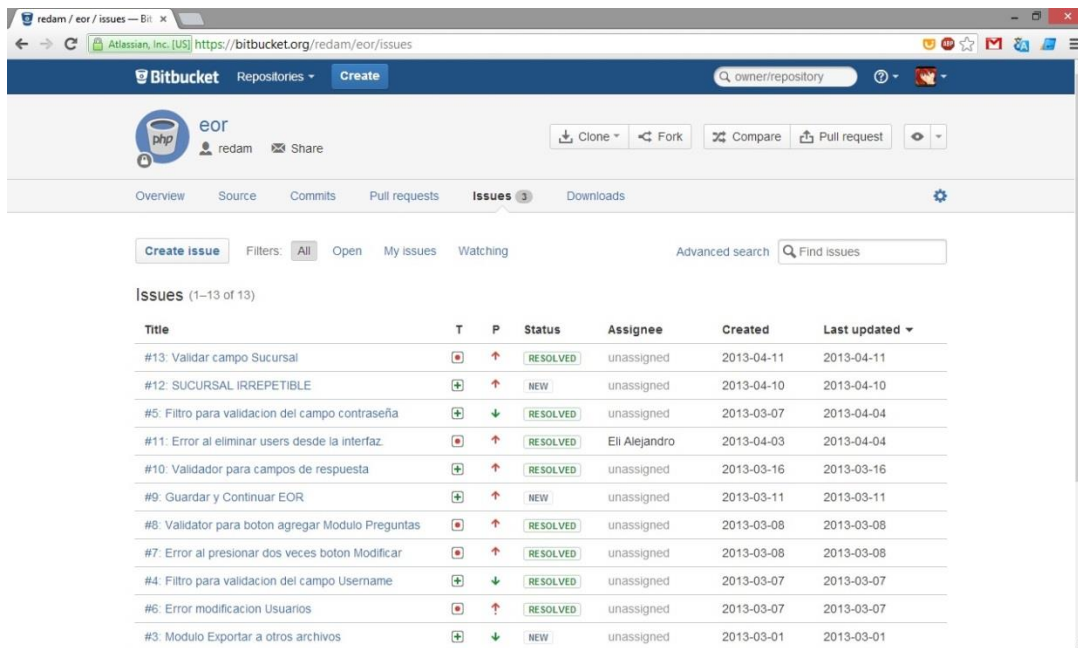 redam / eor / issues — Bit
Atlassian, Inc. [US] https://bitbucket.org/redam/eor/issues
Bitbucket Repositories Create owner/repository
php
eor
redam Share Clone Fork Compare Pull request
Overview Source Commits Pull requests Issues 3 Downloads
Create issue Filters: All Open My issues Watching Advanced search Find issues
Issues (1–13 of 13)
Title T P Status Assignee Created Last updated
#13: Validar campo Sucursal RESOLVED unassigned 2013-04-11 2013-04-11
#12: SUCURSAL IRREPETIBLE NEW unassigned 2013-04-10 2013-04-10
#5: Filtro para validacion del campo contraseña RESOLVED unassigned 2013-03-07 2013-04-04
#11: Error al eliminar users desde la interfaz. RESOLVED Eli Alejandro 2013-04-03 2013-04-04
#10: Validador para campos de respuesta RESOLVED unassigned 2013-03-16 2013-03-16
#9: Guardar y Continuar EOR NEW unassigned 2013-03-11 2013-03-11
#8: Validator para boton agregar Modulo Preguntas RESOLVED unassigned 2013-03-08 2013-03-08
#7: Error al presionar dos veces boton Modificar RESOLVED unassigned 2013-03-08 2013-03-08
#4: Filtro para validacion del campo Username RESOLVED unassigned 2013-03-07 2013-03-07
#6: Error modificacion Usuarios RESOLVED unassigned 2013-03-07 2013-03-07
#3: Modulo Exportar a otros archivos NEW unassigned 2013-03-01 2013-03-01